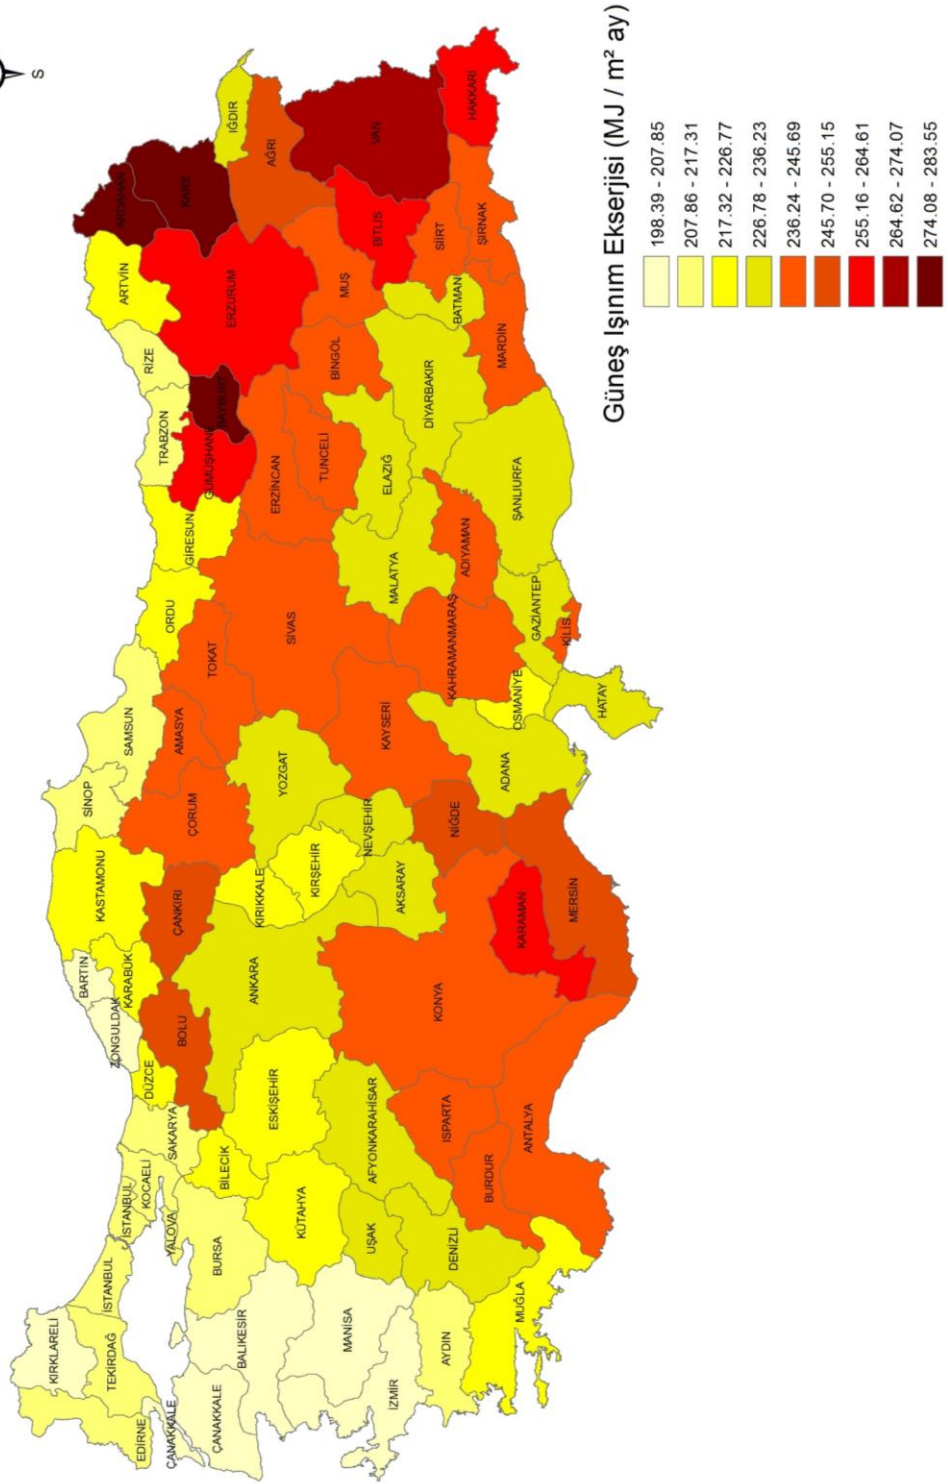 S
KIRKLARELİ
EDİRNE
TEKİRDAĞ
İSTANBUL
İSTANBUL
KOCAELİ
YALOVA
SAKARYA
DÜZCE
ZONGULDAK
BARTIN
KARABÜK
KASTAMONU
SİNOP
SAMSUN
ORDU
GİRESUN
TRABZON
RİZE
ARTVİN
ARDAHAN
KARS
IĞDIR
AĞRI
ÇANAKKALE
ÇANAKKALE
BALIKESİR
BURSA
BİLECİK
BOLU
ÇANKIRI
ÇORUM
AMASYA
TOKAT
GÜMÜŞHANE
BAYBURT
ERZURUM
ERZİNCAN
KÜTAHYA
ESKİŞEHİR
ANKARA
KIRIKKALE
KIRŞEHİR
YOZGAT
SİVAS
TUNCELİ
BİNGÖL
MUŞ
BİTLİS
VAN
HAKKARİ
MANİSA
İZMİR
UŞAK
AFYONKARAHİSAR
AKSARAY
NEVŞEHİR
KAYSERİ
MALATYA
ELAZIĞ
DİYARBAKIR
BATMAN
SİİRT
ŞIRNAK
AYDIN
DENİZLİ
ISPARTA
BURDUR
KONYA
NİĞDE
KAHRAMANMARAŞ
ADIYAMAN
ŞANLIURFA
MARDİN
MUĞLA
ANTALYA
KARAMAN
MERSİN
ADANA
OSMANİYE
GAZİANTEP
KİLİS
HATAY
Güneş Işınım Ekserjisi (MJ / m² ay)
198.39 - 207.85
207.86 - 217.31
217.32 - 226.77
226.78 - 236.23
236.24 - 245.69
245.70 - 255.15
255.16 - 264.61
264.62 - 274.07
274.08 - 283.55